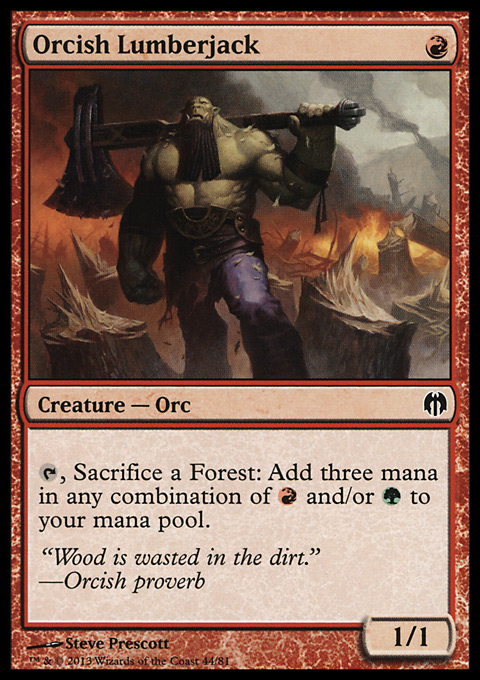 Orcish Lumberjack
Creature — Orc
, Sacrifice a Forest: Add three mana
in any combination of and/or to
your mana pool.
“Wood is wasted in the dirt.”
—Orcish proverb
1/1
Steve Prescott
™ & © 2013 Wizards of the Coast 44/81